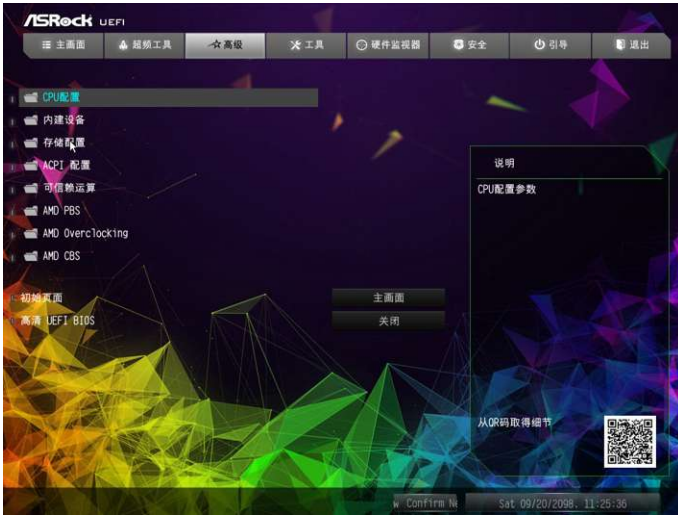 ASRock UEFI
主画面 超频工具 高级 工具 硬件监视器 安全 引导 退出
CPU配置
内建设备
存储配置
ACPI 配置
可信赖运算
AMD PBS
AMD Overclocking
AMD CBS
初始页面 主画面
高清 UEFI BIOS 关闭
说明
CPU配置参数
从QR码取得细节
w Confirm Ne Sat 09/20/2098. 11:25:36